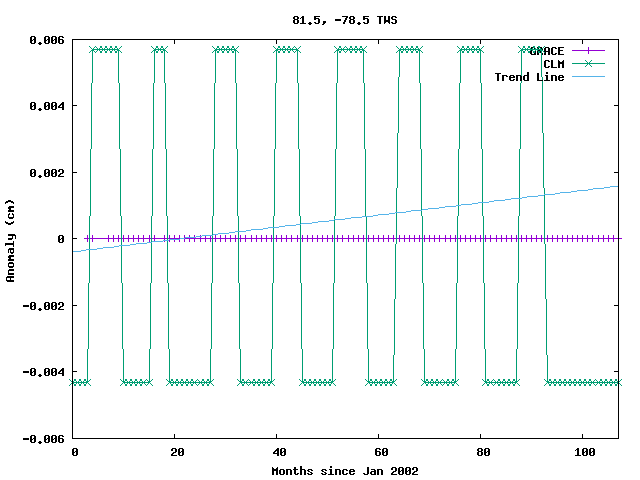 81.5, -78.5 TWS
0.006
0.004
0.002
0
-0.002
-0.004
-0.006
Anomaly (cm)
GRACE
CLM
Trend Line
0 20 40 60 80 100
Months since Jan 2002